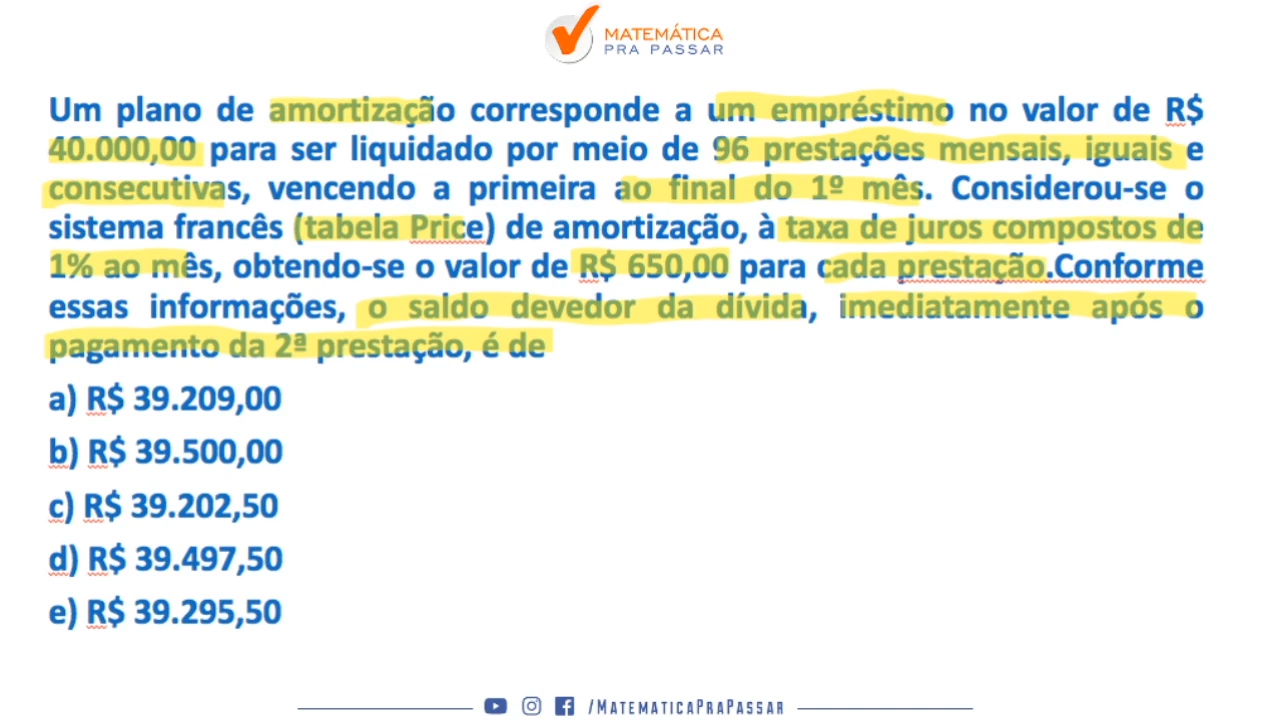 MATEMÁTICA
PRA PASSAR
Um plano de amortização corresponde a um empréstimo no valor de R$
40.000,00 para ser liquidado por meio de 96 prestações mensais, iguais e
consecutivas, vencendo a primeira ao final do 1º mês. Considerou-se o
sistema francês (tabela Price) de amortização, à taxa de juros compostos de
1% ao mês, obtendo-se o valor de R$ 650,00 para cada prestação.Conforme
essas informações, o saldo devedor da dívida, imediatamente após o
pagamento da 2ª prestação, é de
a) R$ 39.209,00
b) R$ 39.500,00
c) R$ 39.202,50
d) R$ 39.497,50
e) R$ 39.295,50
/MATEMATICAPRAPASSAR